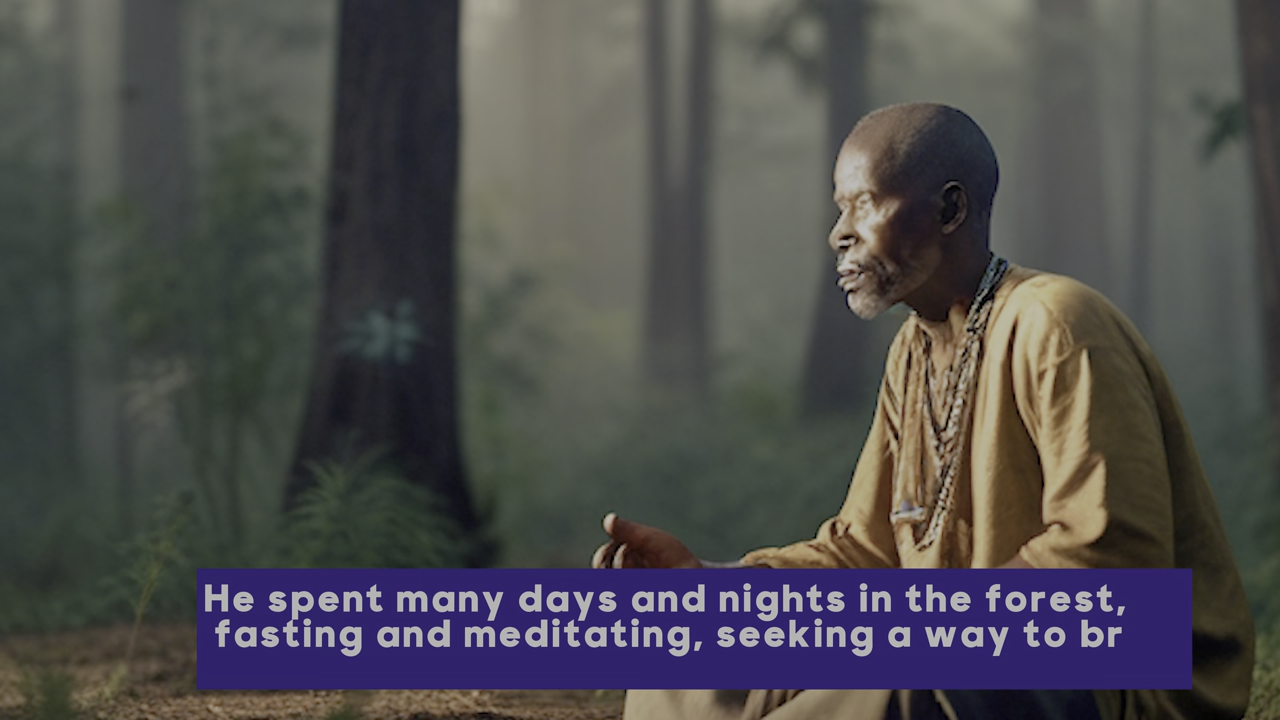 He spent many days and nights in the forest,
fasting and meditating, seeking a way to br